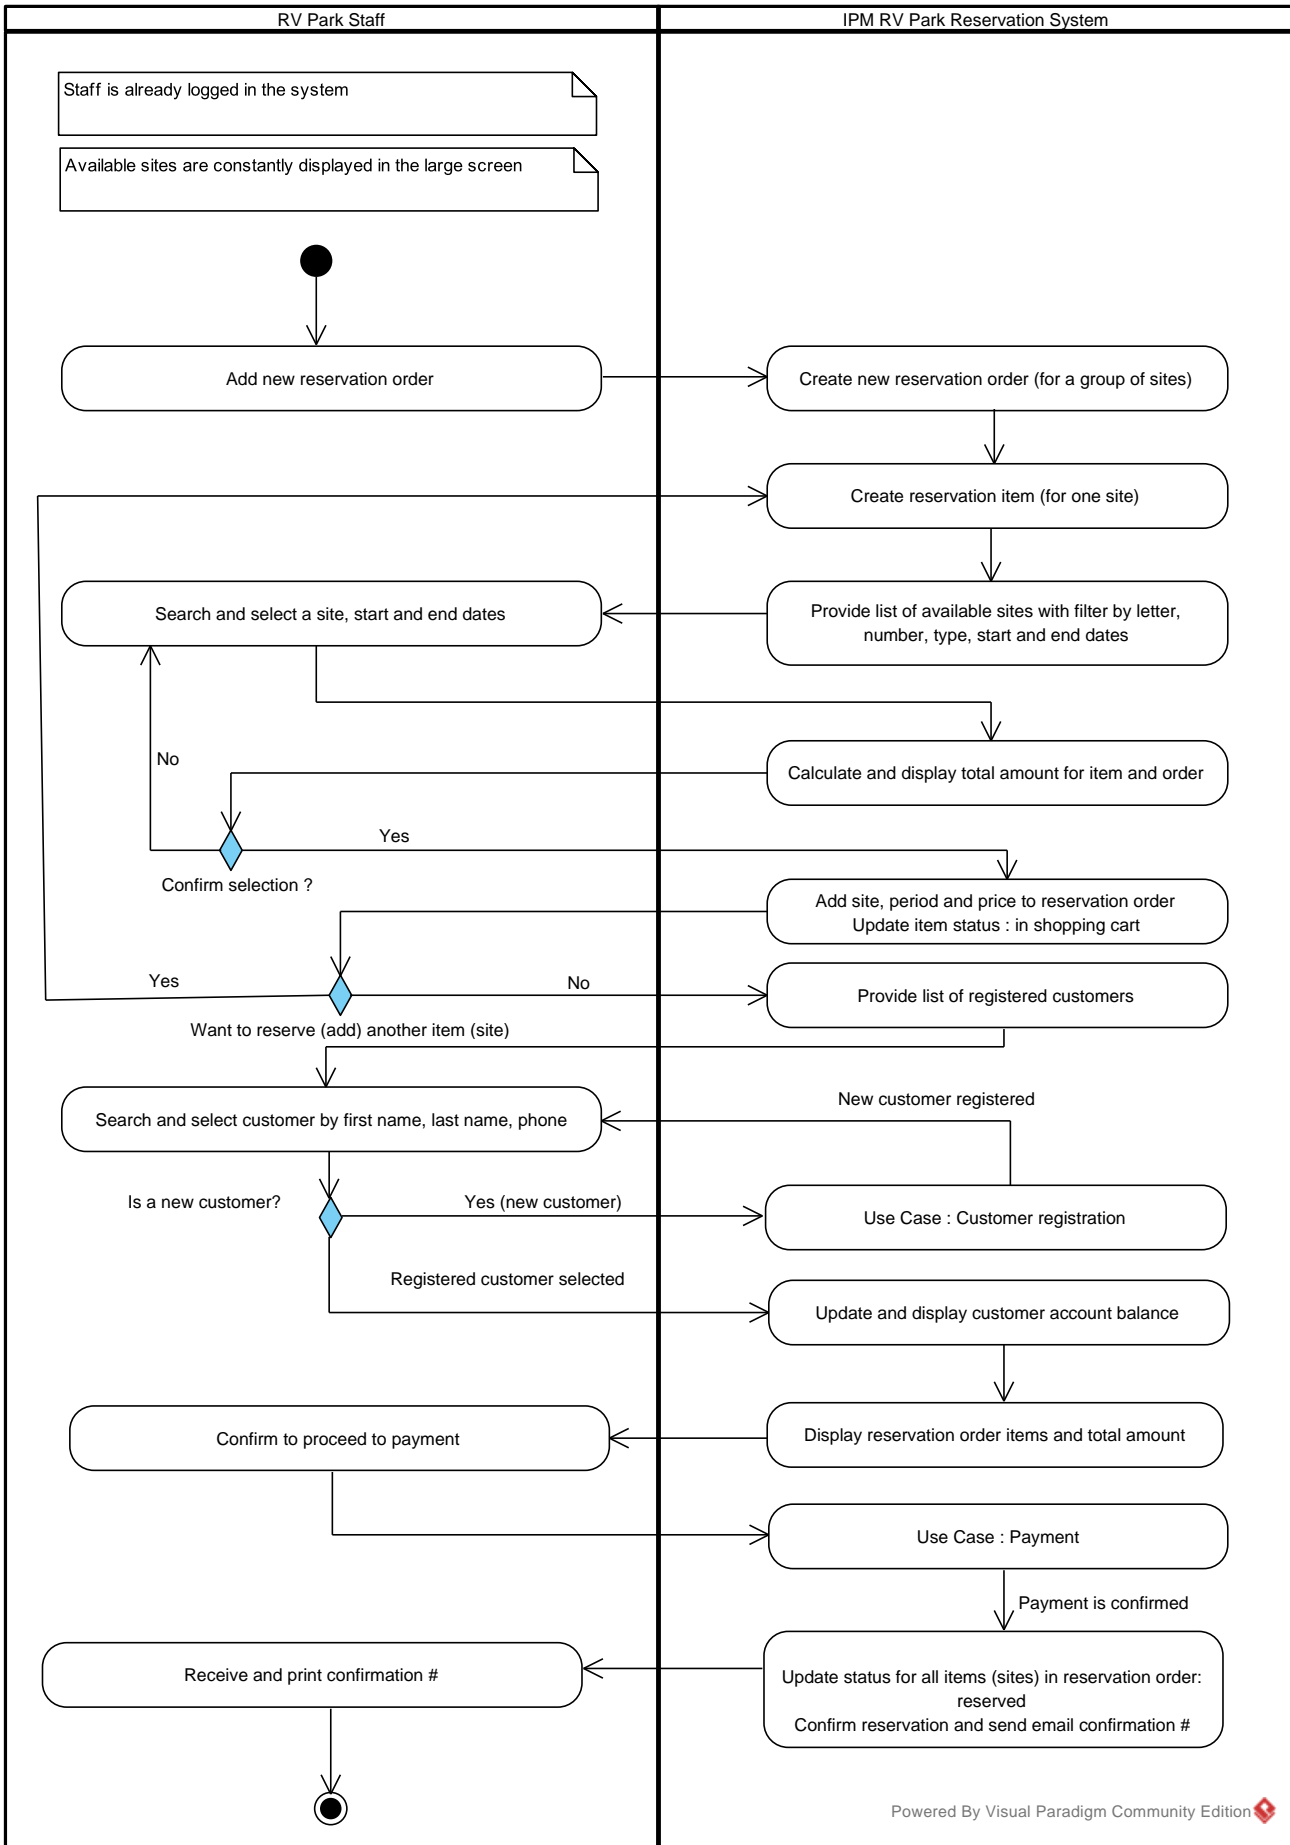 RV Park Staff
IPM RV Park Reservation System
Staff is already logged in the system
Available sites are constantly displayed in the large screen
Add new reservation order
Create new reservation order (for a group of sites)
Create reservation item (for one site)
Search and select a site, start and end dates
Provide list of available sites with filter by letter,
number, type, start and end dates
No
Calculate and display total amount for item and order
Yes
Confirm selection ?
Add site, period and price to reservation order
Update item status : in shopping cart
Yes
No
Provide list of registered customers
Want to reserve (add) another item (site)
New customer registered
Search and select customer by first name, last name, phone
Is a new customer?
Yes (new customer)
Use Case : Customer registration
Registered customer selected
Update and display customer account balance
Confirm to proceed to payment
Display reservation order items and total amount
Use Case : Payment
Payment is confirmed
Receive and print confirmation #
Update status for all items (sites) in reservation order:
reserved
Confirm reservation and send email confirmation #
Powered By Visual Paradigm Community Edition